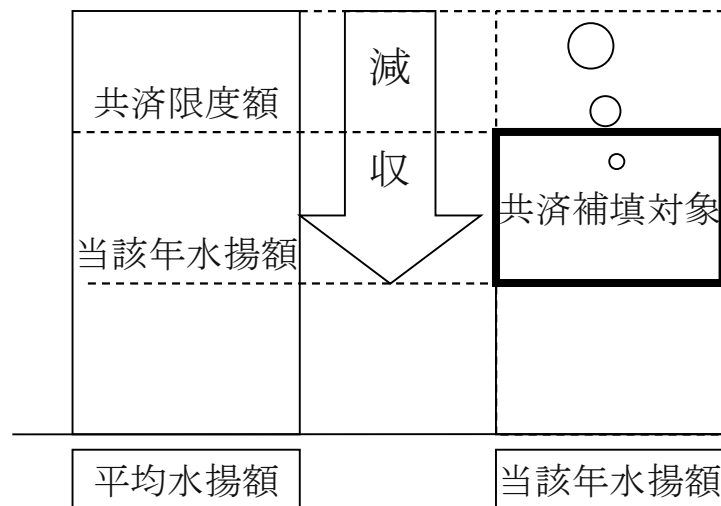 減
共済限度額
収
共済補填対象
当該年水揚額
平均水揚額
当該年水揚額